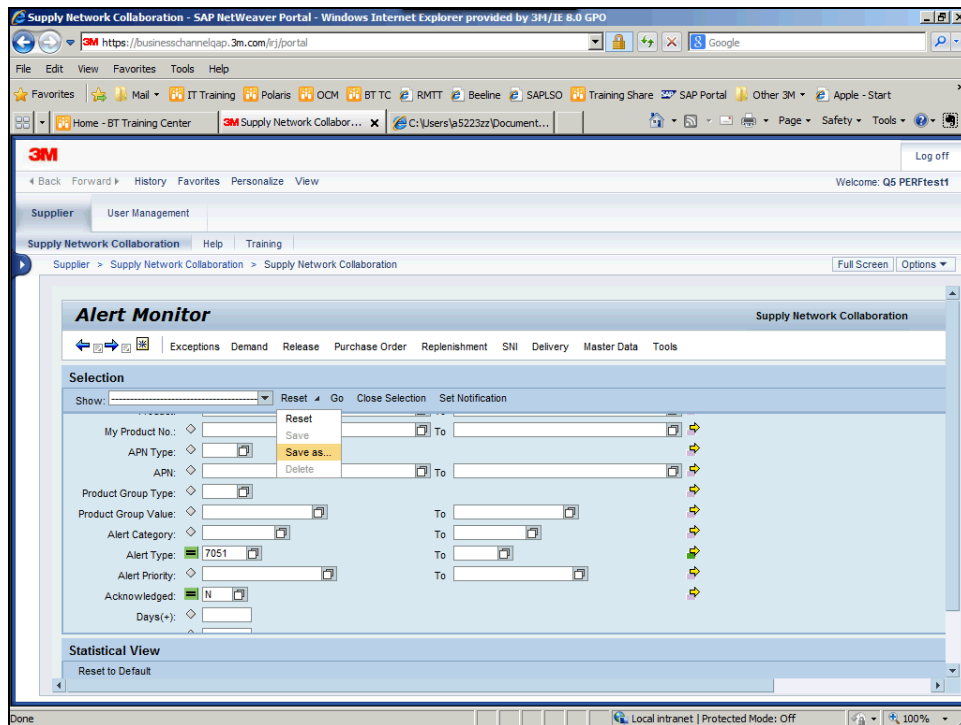 Supply Network Collaboration - SAP NetWeaver Portal - Windows Internet Explorer provided by 3M/IE 8.0 GPO
3M https://businesschannelqap.3m.com/irj/portal
Google
File Edit View Favorites Tools Help
Favorites Mail IT Training Polaris OCM BT TC RMTT Beeline SAPLSO Training Share SAP Portal Other 3M Apple - Start
Home - BT Training Center 3M Supply Network Collabor... X C:\Users\a5223zz\Document... Page Safety Tools
3M
Log off
Back Forward History Favorites Personalize View
Welcome: Q5 PERFtest1
Supplier User Management
Supply Network Collaboration Help Training
Supplier > Supply Network Collaboration > Supply Network Collaboration
Full Screen Options
Alert Monitor
Supply Network Collaboration
Exceptions Demand Release Purchase Order Replenishment SNI Delivery Master Data Tools
Selection
Show: Reset Go Close Selection Set Notification
Reset
Save
Save as...
Delete
My Product No.: To
APN Type:
APN: To
Product Group Type:
Product Group Value: To
Alert Category: To
Alert Type: 7051 To
Alert Priority: To
Acknowledged: N
Days(+):
Statistical View
Reset to Default
Done
Local intranet | Protected Mode: Off
100%